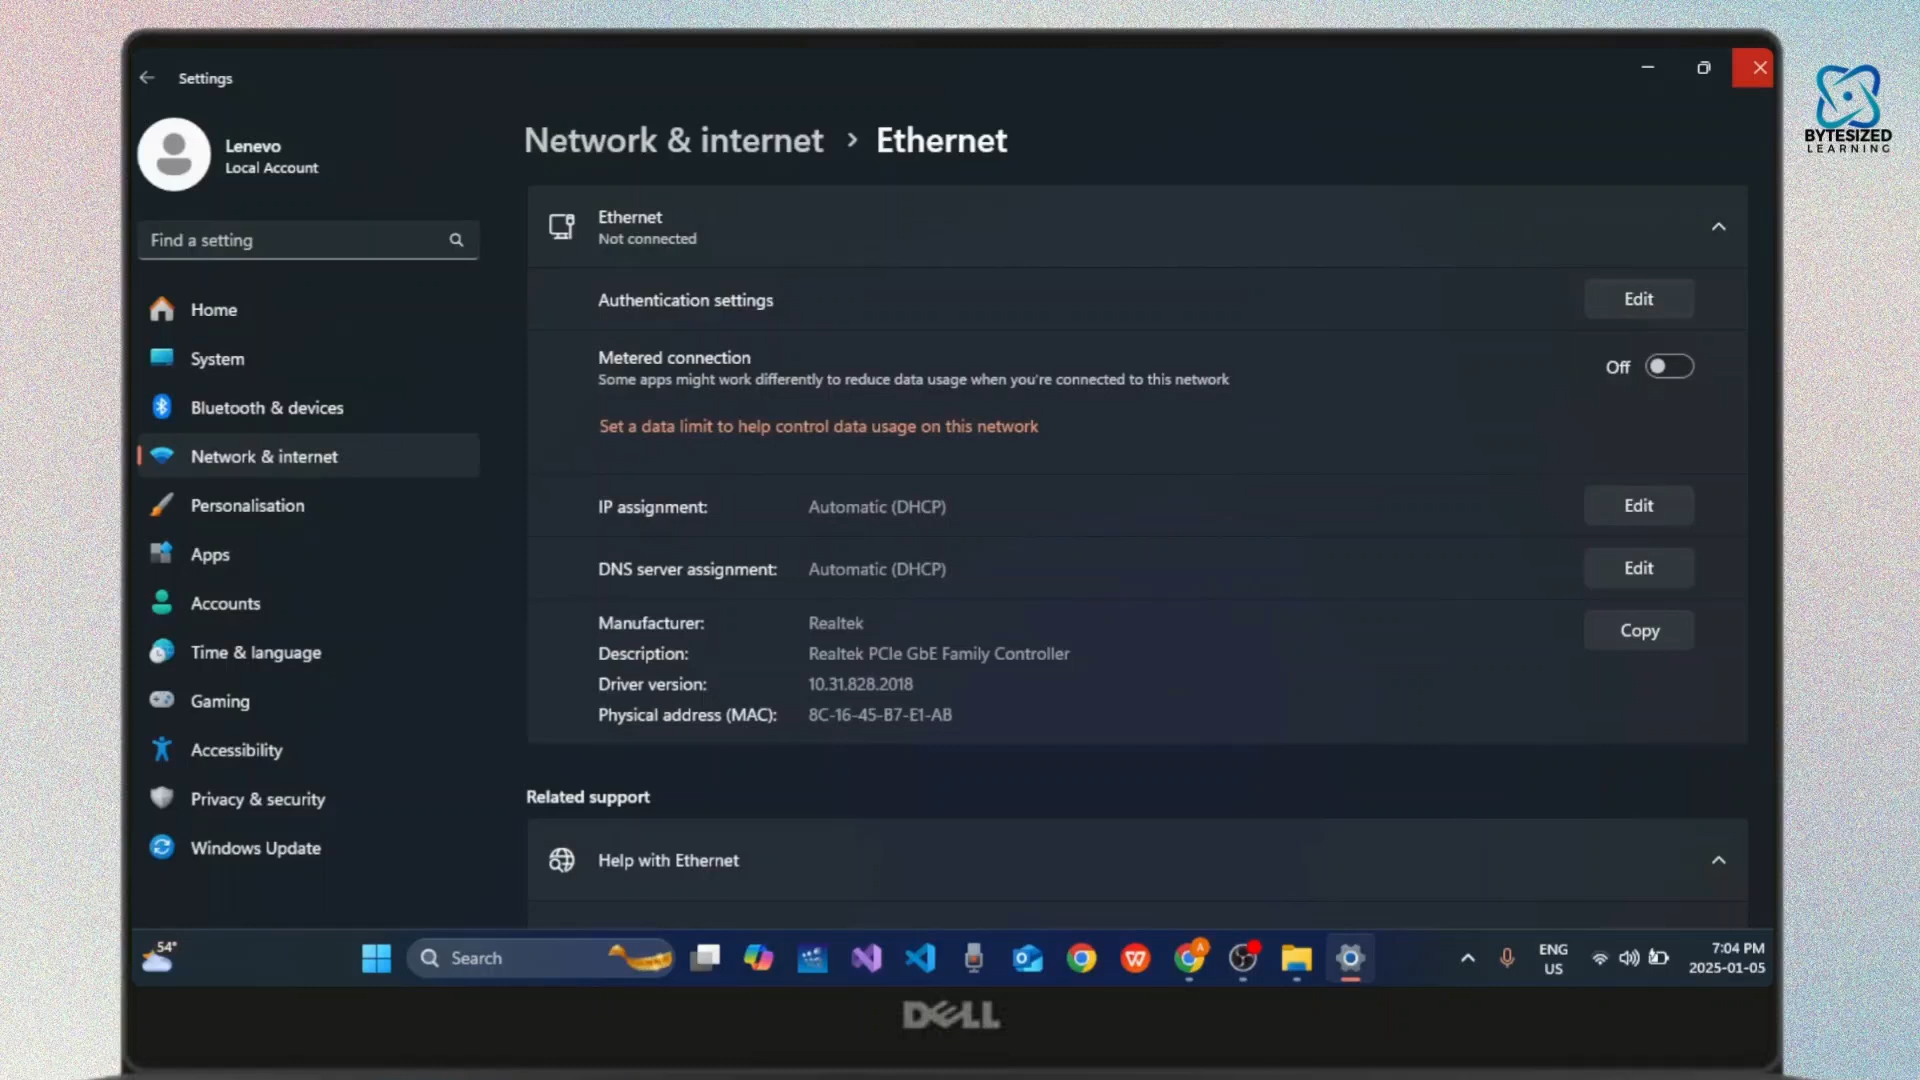 Settings
BYTESIZED
LEARNING
Lenevo
Local Account
Find a setting
Home
System
Bluetooth & devices
Network & internet
Personalisation
Apps
Accounts
Time & language
Gaming
Accessibility
Privacy & security
Windows Update
Network & internet > Ethernet
Ethernet
Not connected
Authentication settings
Edit
Metered connection
Some apps might work differently to reduce data usage when you're connected to this network
Off
Set a data limit to help control data usage on this network
IP assignment: Automatic (DHCP)
Edit
DNS server assignment: Automatic (DHCP)
Edit
Manufacturer: Realtek
Copy
Description: Realtek PCIe GbE Family Controller
Driver version: 10.31.828.2018
Physical address (MAC): 8C-16-45-B7-E1-AB
Related support
Help with Ethernet
54°
Search
ENG
US
7:04 PM
2025-01-05
DELL